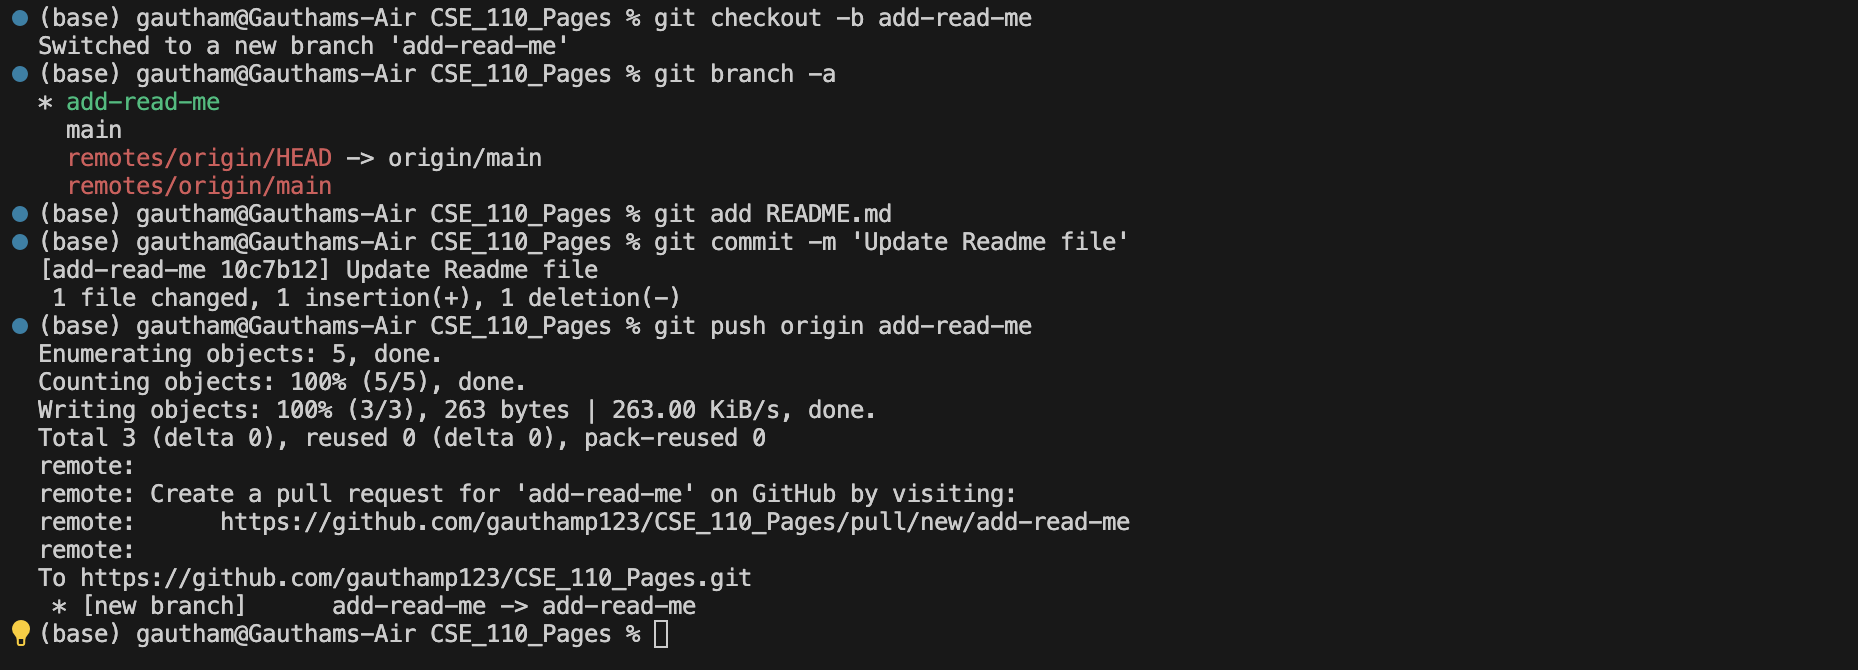 (base) gautham@Gauthams-Air CSE_110_Pages % git checkout -b add-read-me
Switched to a new branch 'add-read-me'
(base) gautham@Gauthams-Air CSE_110_Pages % git branch -a
* add-read-me
  main
  remotes/origin/HEAD -> origin/main
  remotes/origin/main
(base) gautham@Gauthams-Air CSE_110_Pages % git add README.md
(base) gautham@Gauthams-Air CSE_110_Pages % git commit -m 'Update Readme file'
[add-read-me 10c7b12] Update Readme file
 1 file changed, 1 insertion(+), 1 deletion(-)
(base) gautham@Gauthams-Air CSE_110_Pages % git push origin add-read-me
Enumerating objects: 5, done.
Counting objects: 100% (5/5), done.
Writing objects: 100% (3/3), 263 bytes | 263.00 KiB/s, done.
Total 3 (delta 0), reused 0 (delta 0), pack-reused 0
remote:
remote: Create a pull request for 'add-read-me' on GitHub by visiting:
remote:      https://github.com/gauthamp123/CSE_110_Pages/pull/new/add-read-me
remote:
To https://github.com/gauthamp123/CSE_110_Pages.git
 * [new branch]      add-read-me -> add-read-me
(base) gautham@Gauthams-Air CSE_110_Pages %